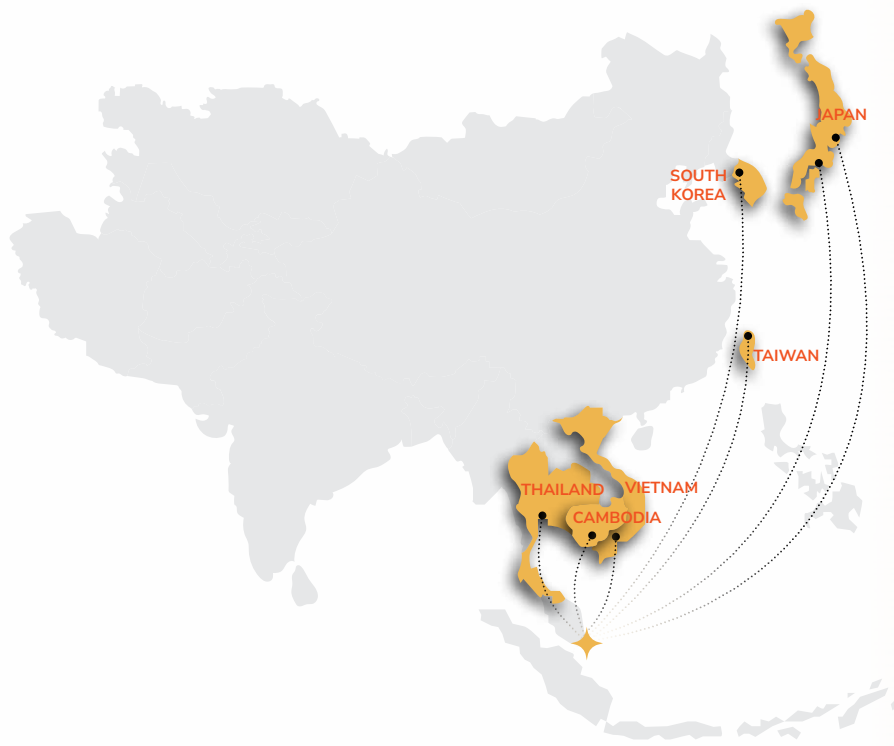 JAPAN
SOUTH
KOREA
TAIWAN
THAILAND
VIETNAM
CAMBODIA